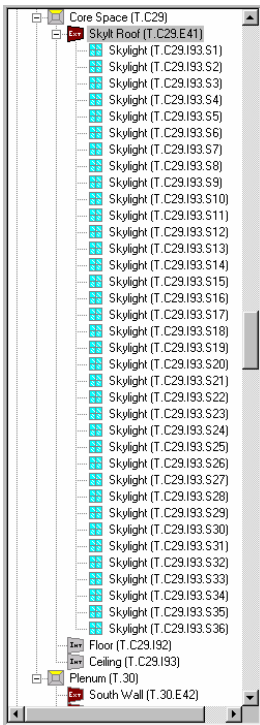 Core Space (T.C29)
Ext Skylt Roof (T.C29.E41)
Skylight (T.C29.I93.S1)
Skylight (T.C29.I93.S2)
Skylight (T.C29.I93.S3)
Skylight (T.C29.I93.S4)
Skylight (T.C29.I93.S5)
Skylight (T.C29.I93.S6)
Skylight (T.C29.I93.S7)
Skylight (T.C29.I93.S8)
Skylight (T.C29.I93.S9)
Skylight (T.C29.I93.S10)
Skylight (T.C29.I93.S11)
Skylight (T.C29.I93.S12)
Skylight (T.C29.I93.S13)
Skylight (T.C29.I93.S14)
Skylight (T.C29.I93.S15)
Skylight (T.C29.I93.S16)
Skylight (T.C29.I93.S17)
Skylight (T.C29.I93.S18)
Skylight (T.C29.I93.S19)
Skylight (T.C29.I93.S20)
Skylight (T.C29.I93.S21)
Skylight (T.C29.I93.S22)
Skylight (T.C29.I93.S23)
Skylight (T.C29.I93.S24)
Skylight (T.C29.I93.S25)
Skylight (T.C29.I93.S26)
Skylight (T.C29.I93.S27)
Skylight (T.C29.I93.S28)
Skylight (T.C29.I93.S29)
Skylight (T.C29.I93.S30)
Skylight (T.C29.I93.S31)
Skylight (T.C29.I93.S32)
Skylight (T.C29.I93.S33)
Skylight (T.C29.I93.S34)
Skylight (T.C29.I93.S35)
Skylight (T.C29.I93.S36)
Int Floor (T.C29.I92)
Int Ceiling (T.C29.I93)
Plenum (T.30)
Ext South Wall (T.30.E42)